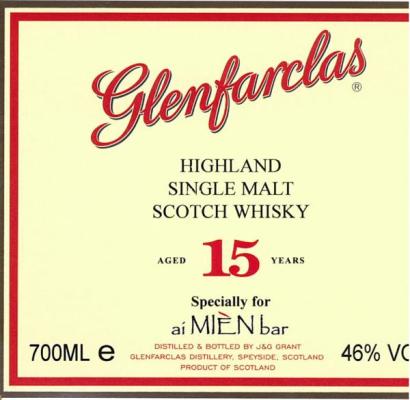 Glenfarclas®
HIGHLAND
SINGLE MALT
SCOTCH WHISKY
AGED 15 YEARS
Specially for
ai MIÈN bar
DISTILLED & BOTTLED BY J&G GRANT
700ML e GLENFARCLAS DISTILLERY, SPEYSIDE, SCOTLAND 46% VO
PRODUCT OF SCOTLAND